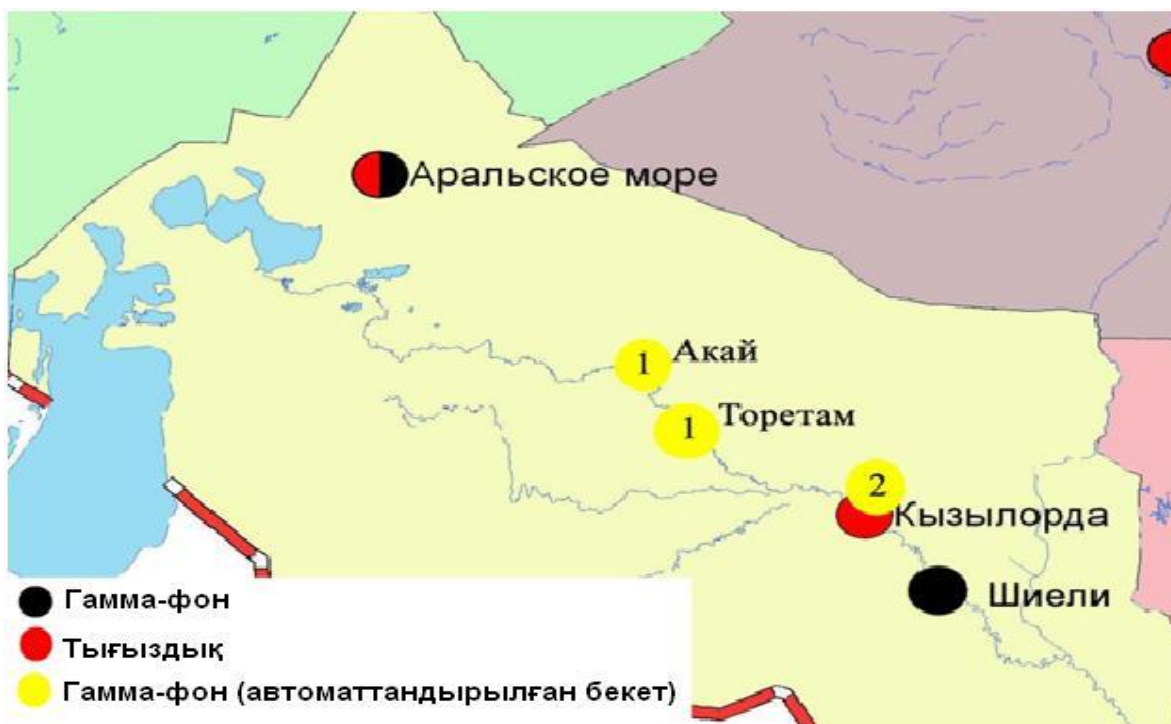 Аральское море
1 Акай
1 Торетам
2
Кызылорда
Шиели
Гамма-фон
Тығыздық
Гамма-фон (автоматтандырылған бекет)